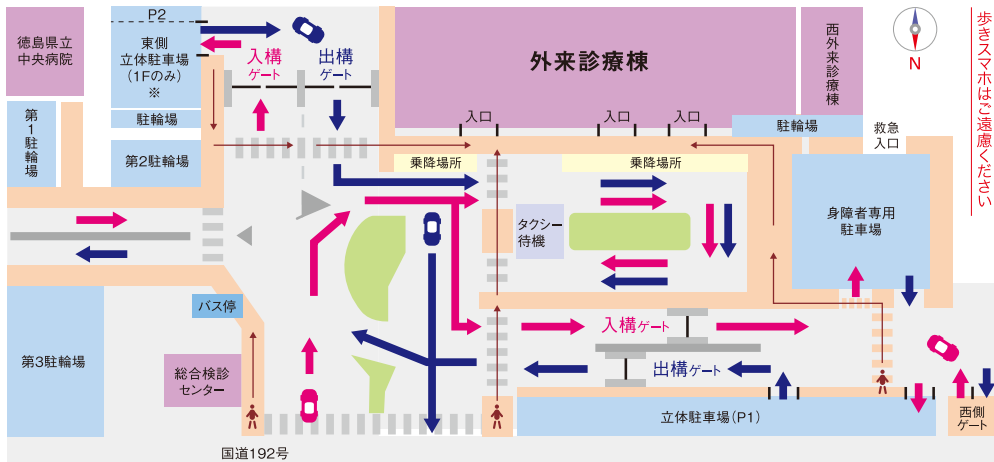 P2
東側
立体駐車場
(1Fのみ)
※
徳島県立
中央病院
入構
ゲート
出構
ゲート
外来診療棟
西外来診療棟
N
歩きスマホはご遠慮ください
第1駐輪場
駐輪場
第2駐輪場
入口
入口
入口
駐輪場
救急
入口
乗降場所
乗降場所
タクシー
待機
身障者専用
駐車場
バス停
第3駐輪場
総合検診
センター
入構ゲート
出構ゲート
立体駐車場(P1)
西側
ゲート
国道192号